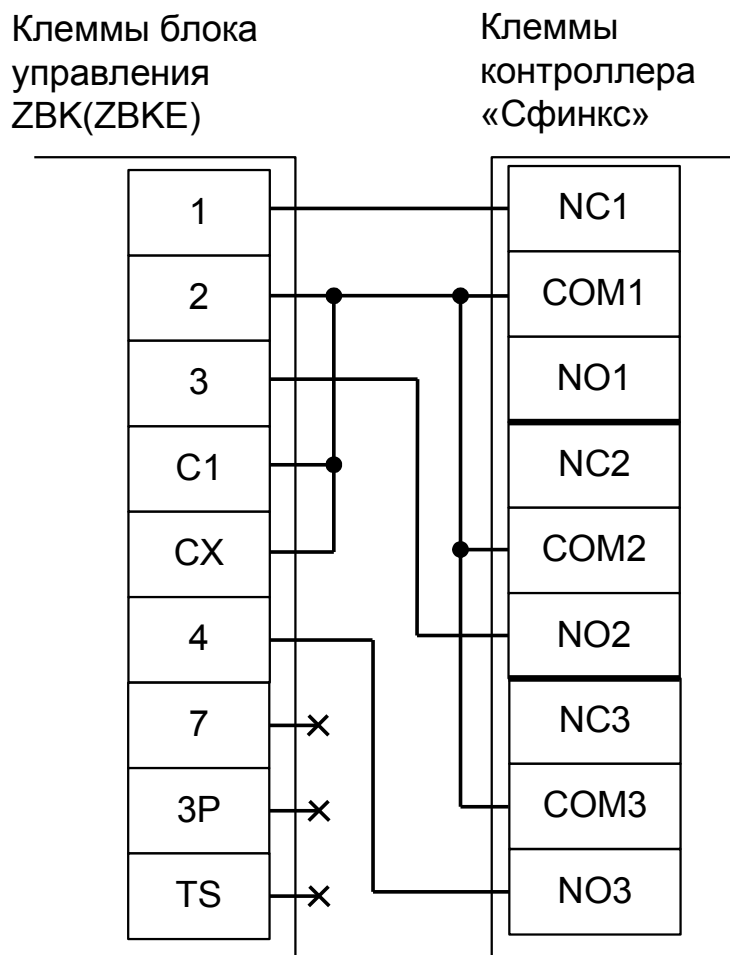 Клеммы блока
управления
ZBK(ZBKE)
Клеммы
контроллера
«Сфинкс»
1
2
3
C1
CX
4
7
3P
TS
NC1
COM1
NO1
NC2
COM2
NO2
NC3
COM3
NO3